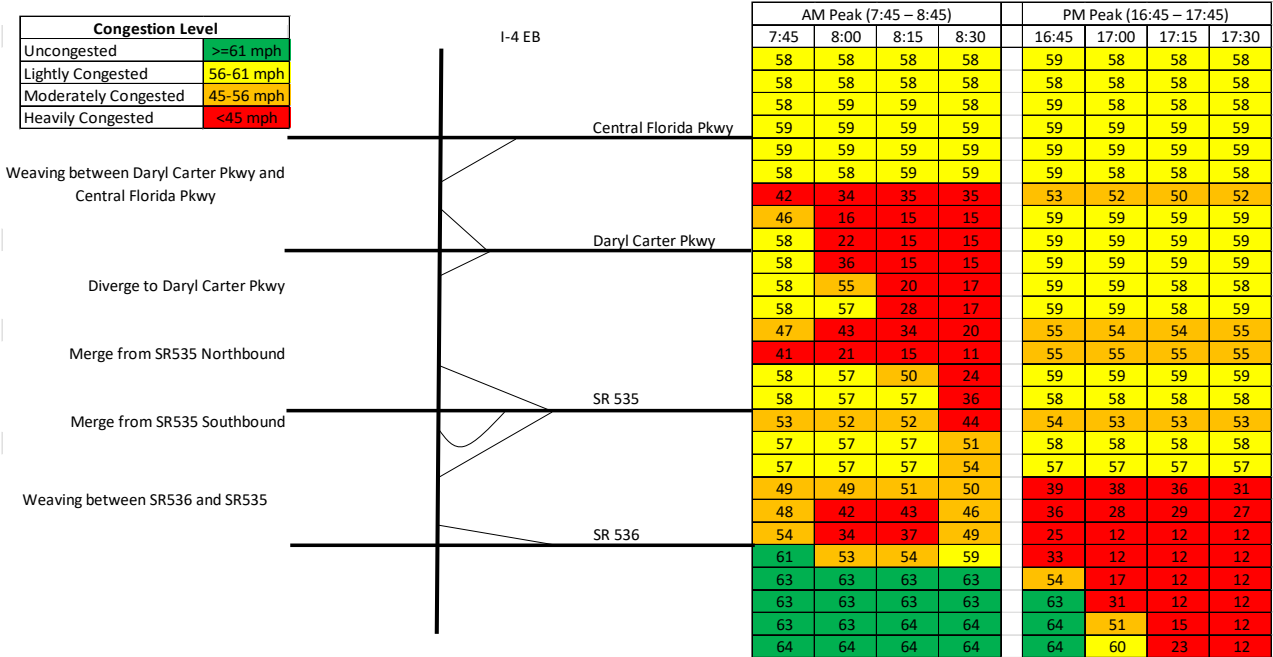 Congestion Level
Uncongested >=61 mph
Lightly Congested 56-61 mph
Moderately Congested 45-56 mph
Heavily Congested <45 mph
I-4 EB
Central Florida Pkwy
Weaving between Daryl Carter Pkwy and
Central Florida Pkwy
Daryl Carter Pkwy
Diverge to Daryl Carter Pkwy
Merge from SR535 Northbound
SR 535
Merge from SR535 Southbound
Weaving between SR536 and SR535
SR 536
AM Peak (7:45 – 8:45) PM Peak (16:45 – 17:45)
7:45 8:00 8:15 8:30 16:45 17:00 17:15 17:30
58 58 58 58 59 58 58 58
58 58 58 58 58 58 58 58
58 59 59 58 59 58 58 58
59 59 59 59 59 59 59 59
59 59 59 59 59 59 59 59
59 58 59 59 59 58 58 59
42 34 35 35 53 52 50 52
46 16 15 15 59 59 59 59
58 22 15 15 59 59 59 59
58 36 15 15 59 59 59 59
58 55 20 17 59 59 58 58
58 57 28 17 59 59 58 59
47 43 34 20 55 54 54 55
41 21 15 11 55 55 55 55
58 57 50 24 59 59 59 59
58 57 57 36 58 58 58 58
53 52 52 44 54 53 53 53
57 57 57 51 58 58 58 58
57 57 57 54 57 57 57 57
49 49 51 50 39 38 36 31
48 42 43 46 36 28 29 27
54 34 37 49 25 12 12 12
61 53 54 59 33 12 12 12
63 63 63 63 54 17 12 12
63 63 63 63 63 31 12 12
63 63 64 64 64 51 15 12
64 64 64 64 64 60 23 12